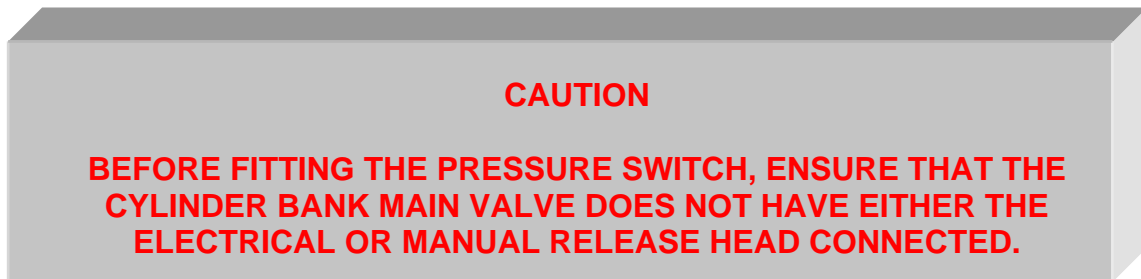 CAUTION
BEFORE FITTING THE PRESSURE SWITCH, ENSURE THAT THE
CYLINDER BANK MAIN VALVE DOES NOT HAVE EITHER THE
ELECTRICAL OR MANUAL RELEASE HEAD CONNECTED.